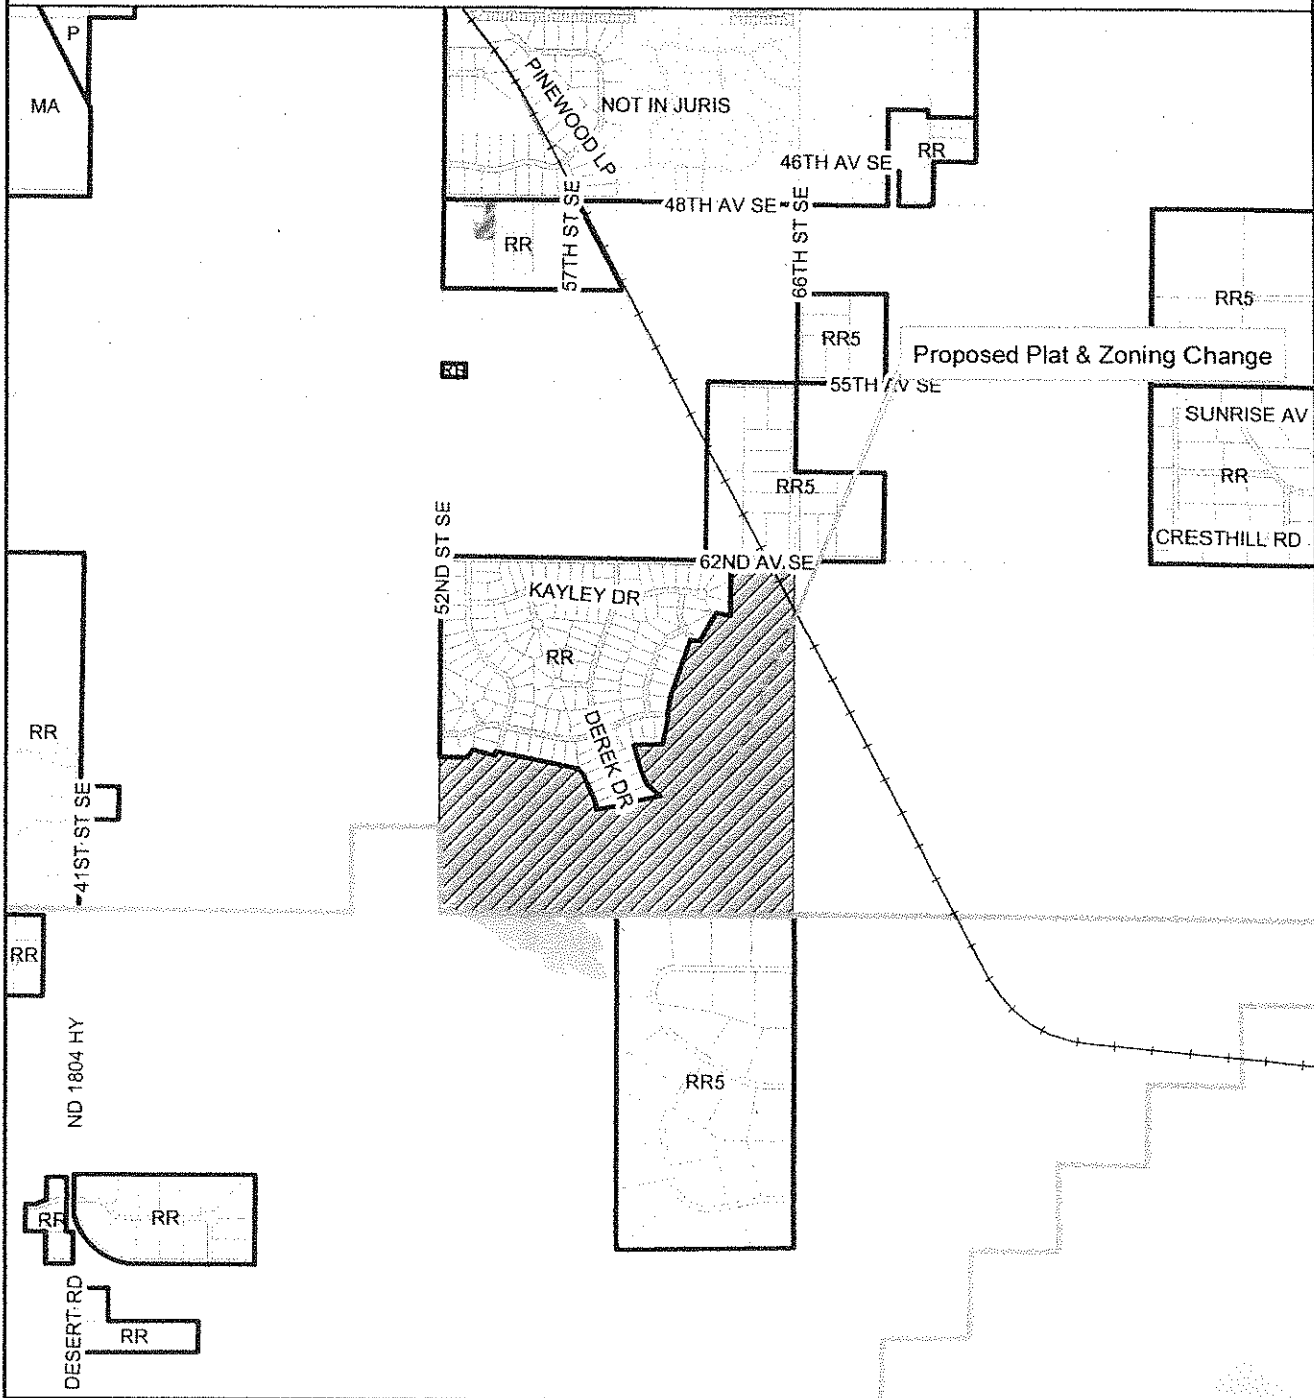 P
MA
PINEWOOD LP
NOT IN JURIS
46TH AV SE
RR
48TH AV SE
57TH ST SE
66TH ST SE
RR
RR5
RR5
Proposed Plat & Zoning Change
55TH AV SE
SUNRISE AV
RR
RR5
CRESTHILL RD
52ND ST SE
62ND AV SE
KAYLEY DR
RR
DEREK DR
RR
41ST ST SE
RR
ND 1804 HY
RR5
RR
RR
DESERT RD
RR